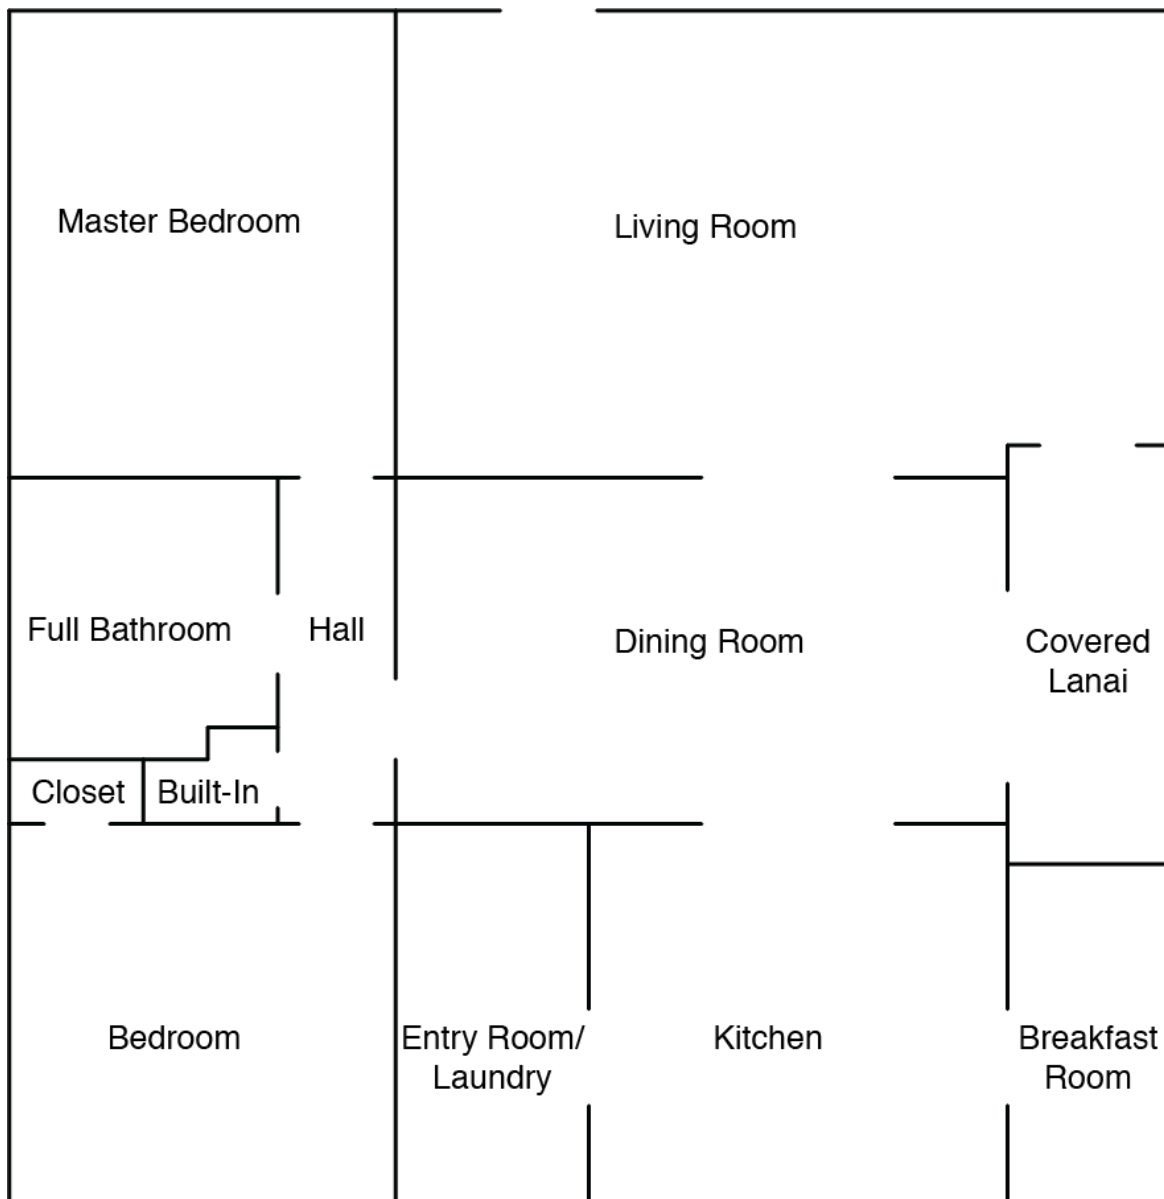 Master Bedroom
Living Room
Full Bathroom
Hall
Dining Room
Covered
Lanai
Closet
Built-In
Bedroom
Entry Room/
Laundry
Kitchen
Breakfast
Room